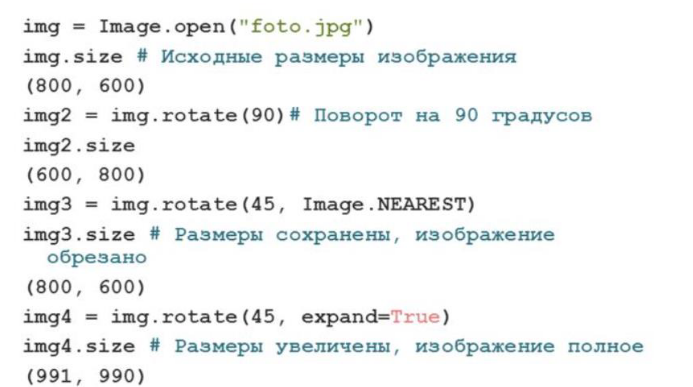 img = Image.open("foto.jpg")
img.size # Исходные размеры изображения
(800, 600)
img2 = img.rotate(90)# Поворот на 90 градусов
img2.size
(600, 800)
img3 = img.rotate(45, Image.NEAREST)
img3.size # Размеры сохранены, изображение
обрезано
(800, 600)
img4 = img.rotate(45, expand=True)
img4.size # Размеры увеличены, изображение полное
(991, 990)